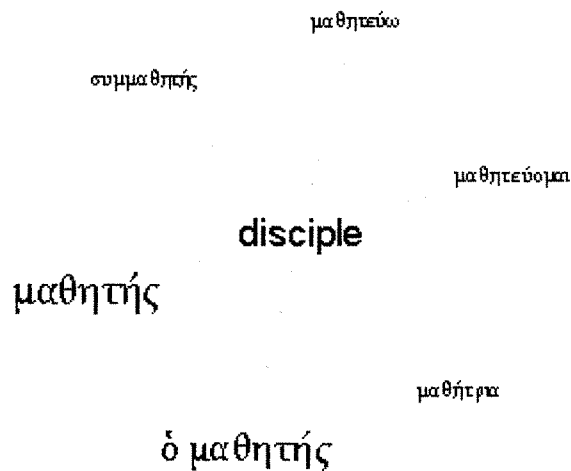 μαθητεύω
συμμαθητής
μαθητεύομαι
disciple
μαθητής
μαθήτρια
ὁ μαθητής